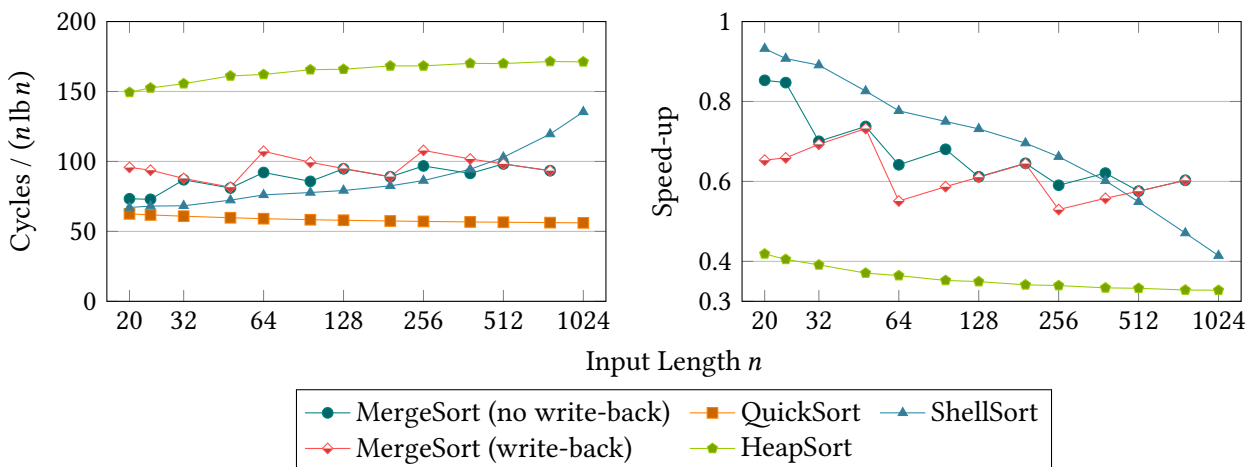 200
150
100
50
0
Cycles / (n lb n)
20 32 64 128 256 512 1024
1
0.8
0.6
0.4
0.3
Speed-up
20 32 64 128 256 512 1024
Input Length n
MergeSort (no write-back) QuickSort ShellSort
MergeSort (write-back) HeapSort